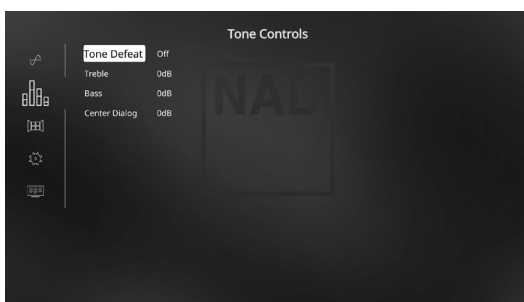 Tone Controls
Tone Defeat Off
Treble 0dB
Bass 0dB
Center Dialog 0dB
NAD